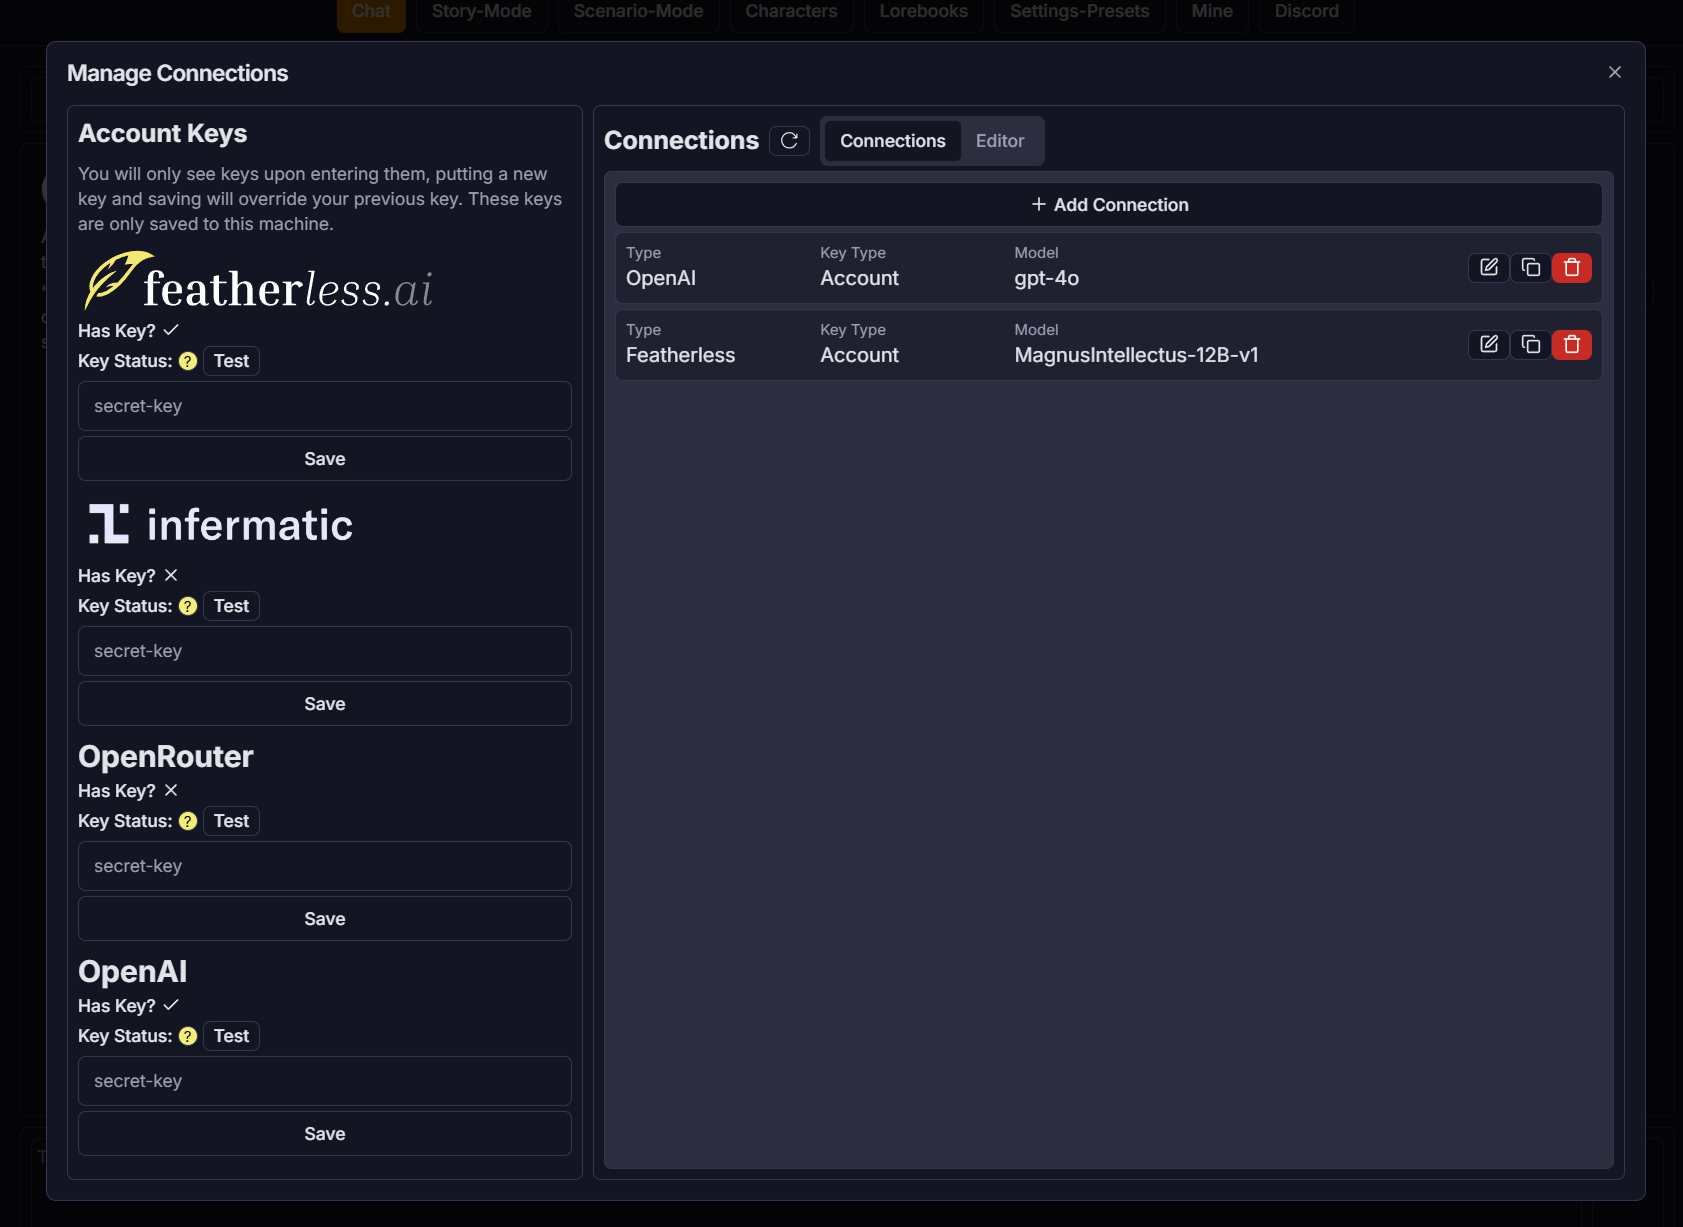 Chat
Story-Mode
Scenario-Mode
Characters
Lorebooks
Settings-Presets
Mine
Discord
Manage Connections
Account Keys
You will only see keys upon entering them, putting a new
key and saving will override your previous key. These keys
are only saved to this machine.
featherless.ai
Has Key?
Key Status: ? Test
secret-key
Save
infermatic
Has Key?
Key Status: ? Test
secret-key
Save
OpenRouter
Has Key?
Key Status: ? Test
secret-key
Save
OpenAI
Has Key?
Key Status: ? Test
secret-key
Save
Connections
Connections
Editor
+ Add Connection
Type
Key Type
Model
OpenAI
Account
gpt-4o
Type
Key Type
Model
Featherless
Account
MagnusIntellectus-12B-v1